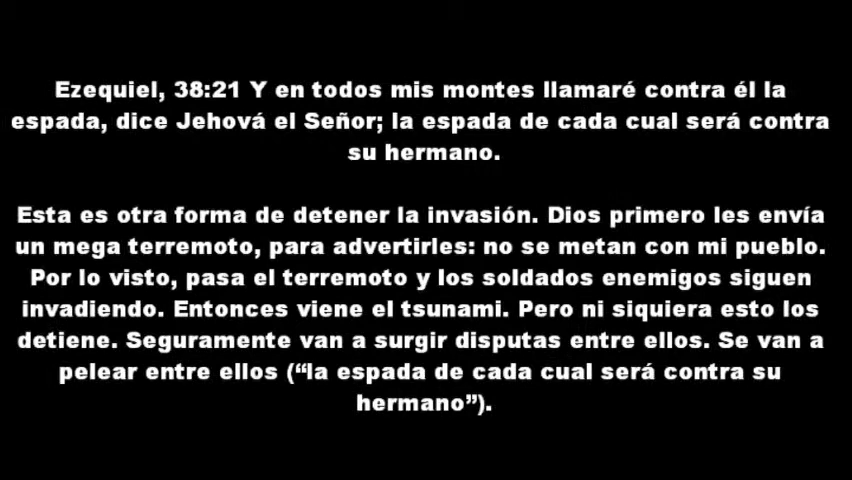 Ezequiel, 38:21 Y en todos mis montes llamaré contra él la
espada, dice Jehová el Señor; la espada de cada cual será contra
su hermano.
Esta es otra forma de detener la invasión. Dios primero les envía
un mega terremoto, para advertirles: no se metan con mi pueblo.
Por lo visto, pasa el terremoto y los soldados enemigos siguen
invadiendo. Entonces viene el tsunami. Pero ni siquiera esto los
detiene. Seguramente van a surgir disputas entre ellos. Se van a
pelear entre ellos (“la espada de cada cual será contra su
hermano”).